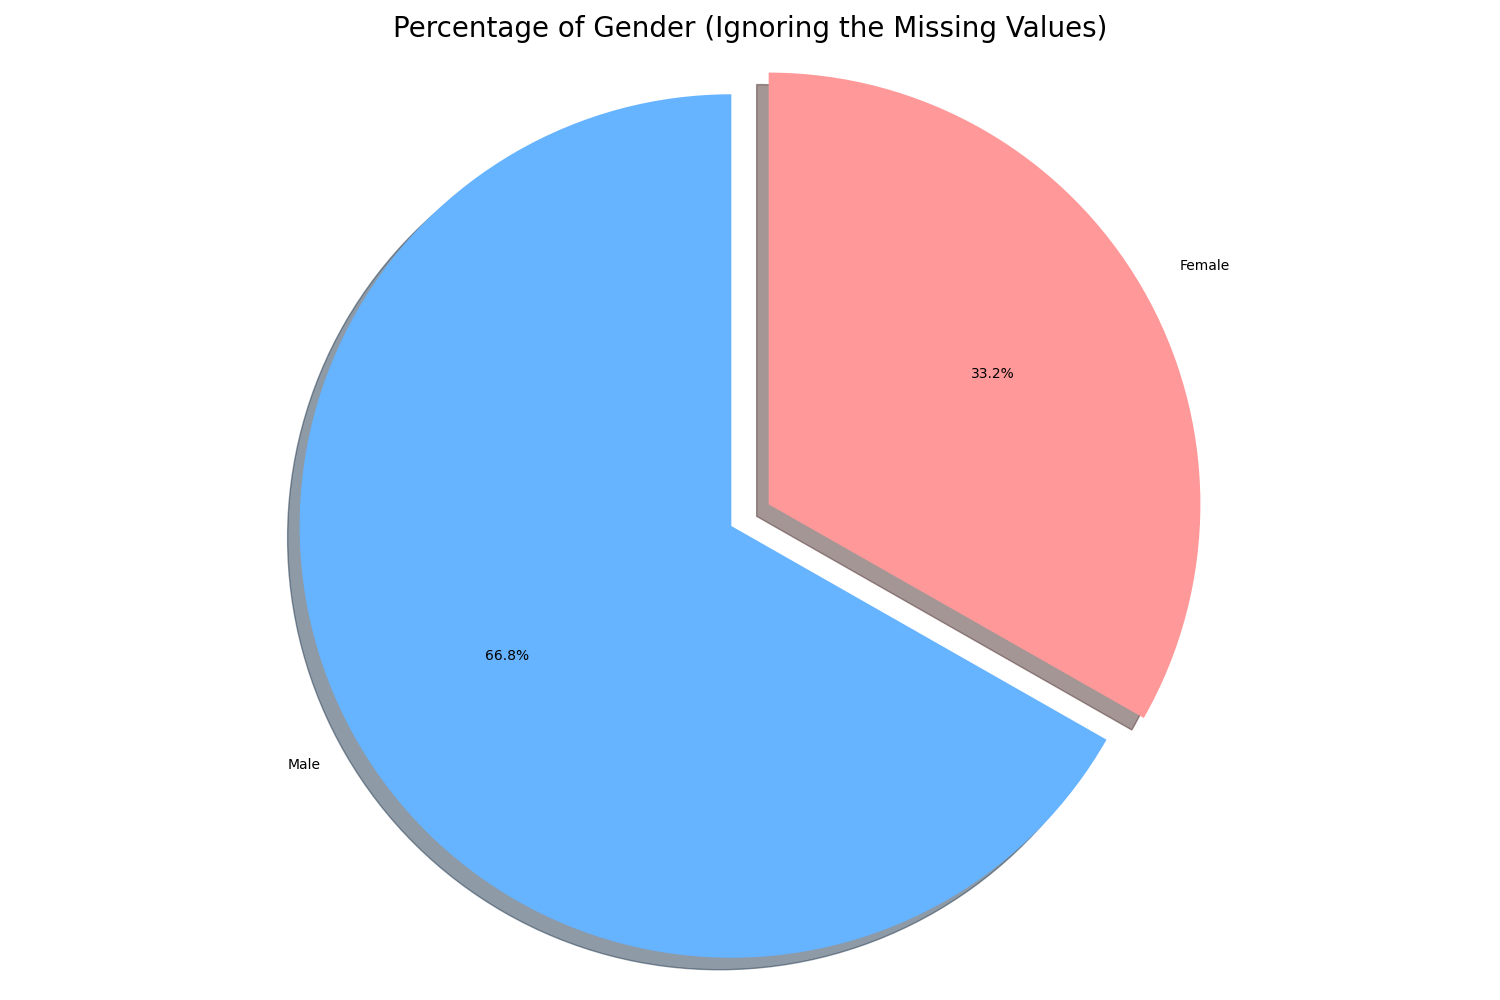 Percentage of Gender (Ignoring the Missing Values)
Female
33.2%
66.8%
Male